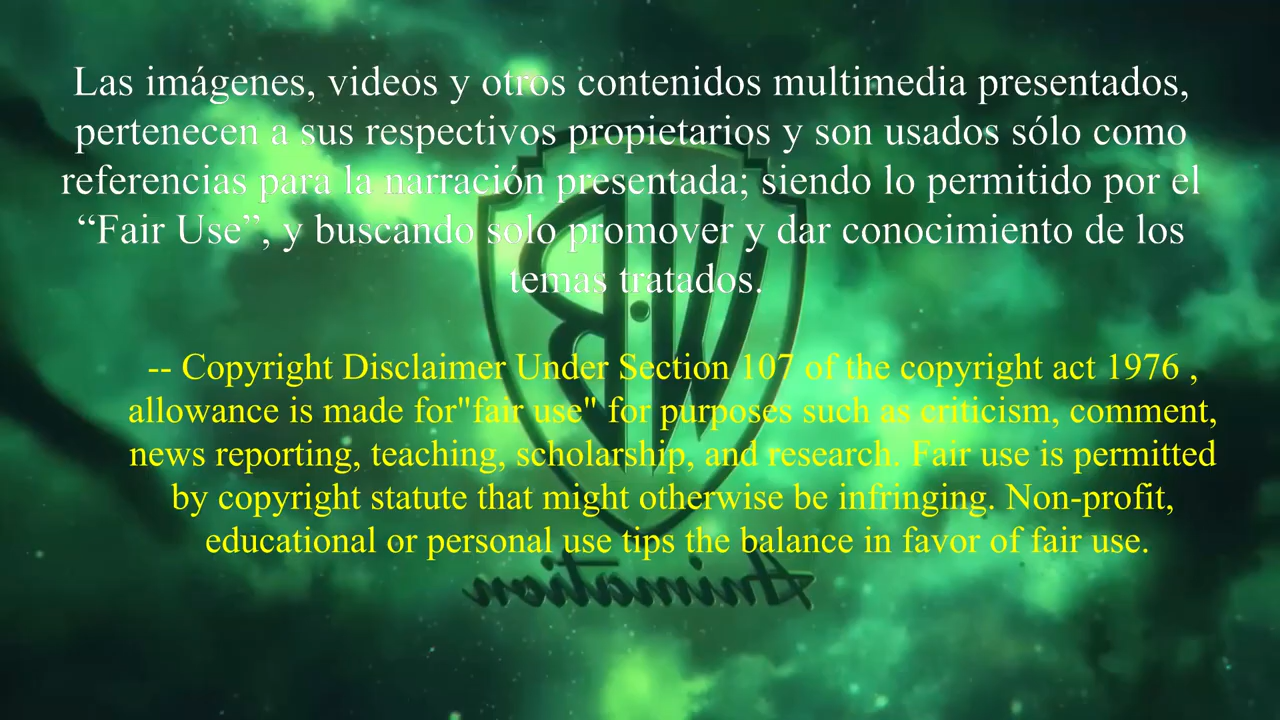 Las imágenes, videos y otros contenidos multimedia presentados,
pertenecen a sus respectivos propietarios y son usados sólo como
referencias para la narración presentada; siendo lo permitido por el
“Fair Use”, y buscando solo promover y dar conocimiento de los
temas tratados.
-- Copyright Disclaimer Under Section 107 of the copyright act 1976 ,
allowance is made for"fair use" for purposes such as criticism, comment,
news reporting, teaching, scholarship, and research. Fair use is permitted
by copyright statute that might otherwise be infringing. Non-profit,
educational or personal use tips the balance in favor of fair use.
WB
Animation